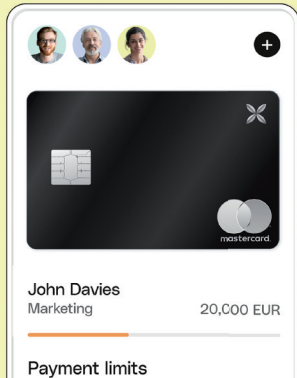 mastercard.
John Davies
Marketing 20,000 EUR
Payment limits